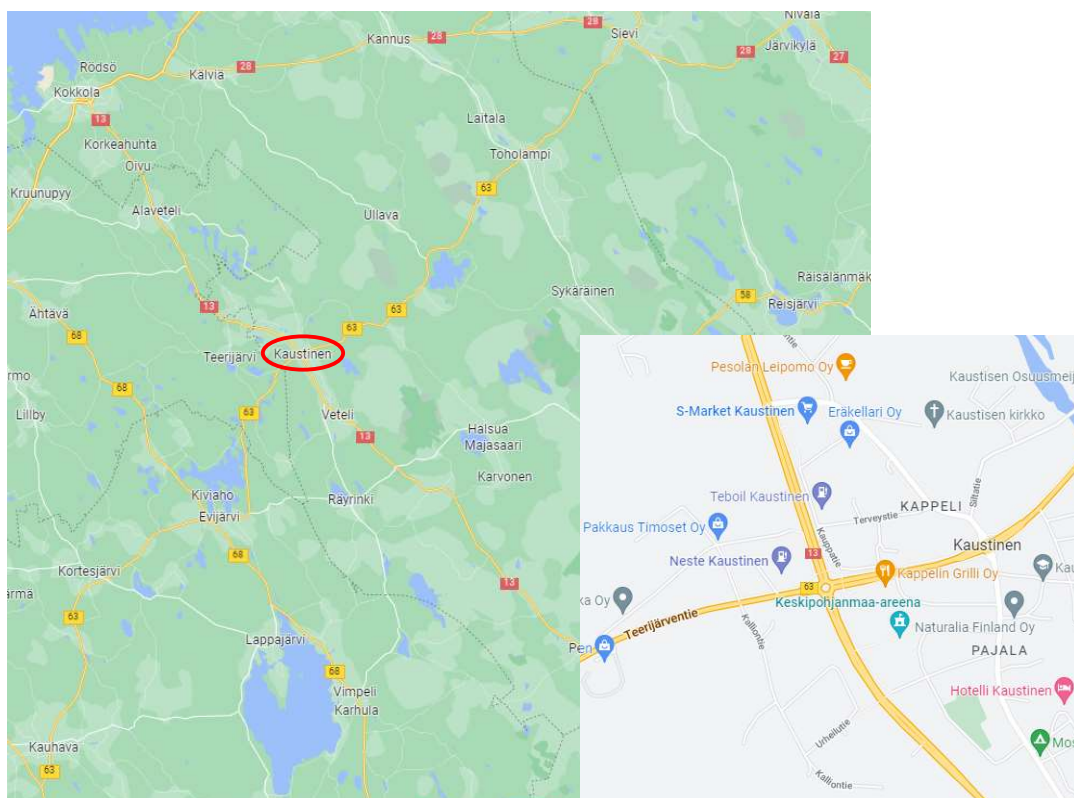 Nivala
28
28
Kannus
Sievi
Järvikylä
28
27
Rödsö
28
Kälviä
Kokkola
13
Laitala
Korkeahuhta
Toholampi
Oivu
63
Kruunupyy
Alaveteli
Ullava
Räisälänmäk
Sykäräinen
58
Reisjärvi
13
63
Ähtävä
63
68
Teerijärvi
Kaustinen
rmo
68
Lillby
63
Veteli
13
Halsua
Majasaari
Karvonen
Kiviaho
Räyrinki
Evijärvi
68
Kortesjärvi
13
ärmä
63
Lappajärvi
68
Vimpeli
Karhula
Kauhava
63
Pesolan Leipomo Oy
Kaustisen Osuusmeij
S-Market Kaustinen
Eräkellari Oy
Kaustisen kirkko
Teboil Kaustinen
KAPPELI
Siltatie
Pakkaus Timoset Oy
Terveystie
Kauppatie
Kaustinen
Neste Kaustinen
13
Kappelin Grilli Oy
Kau
63
ka Oy
Keskipohjanmaa-areena
Teerijärventie
Kalliontie
Naturalia Finland Oy
Pen
PAJALA
Hotelli Kaustinen
Urheilutie
Mos
Kalliontie